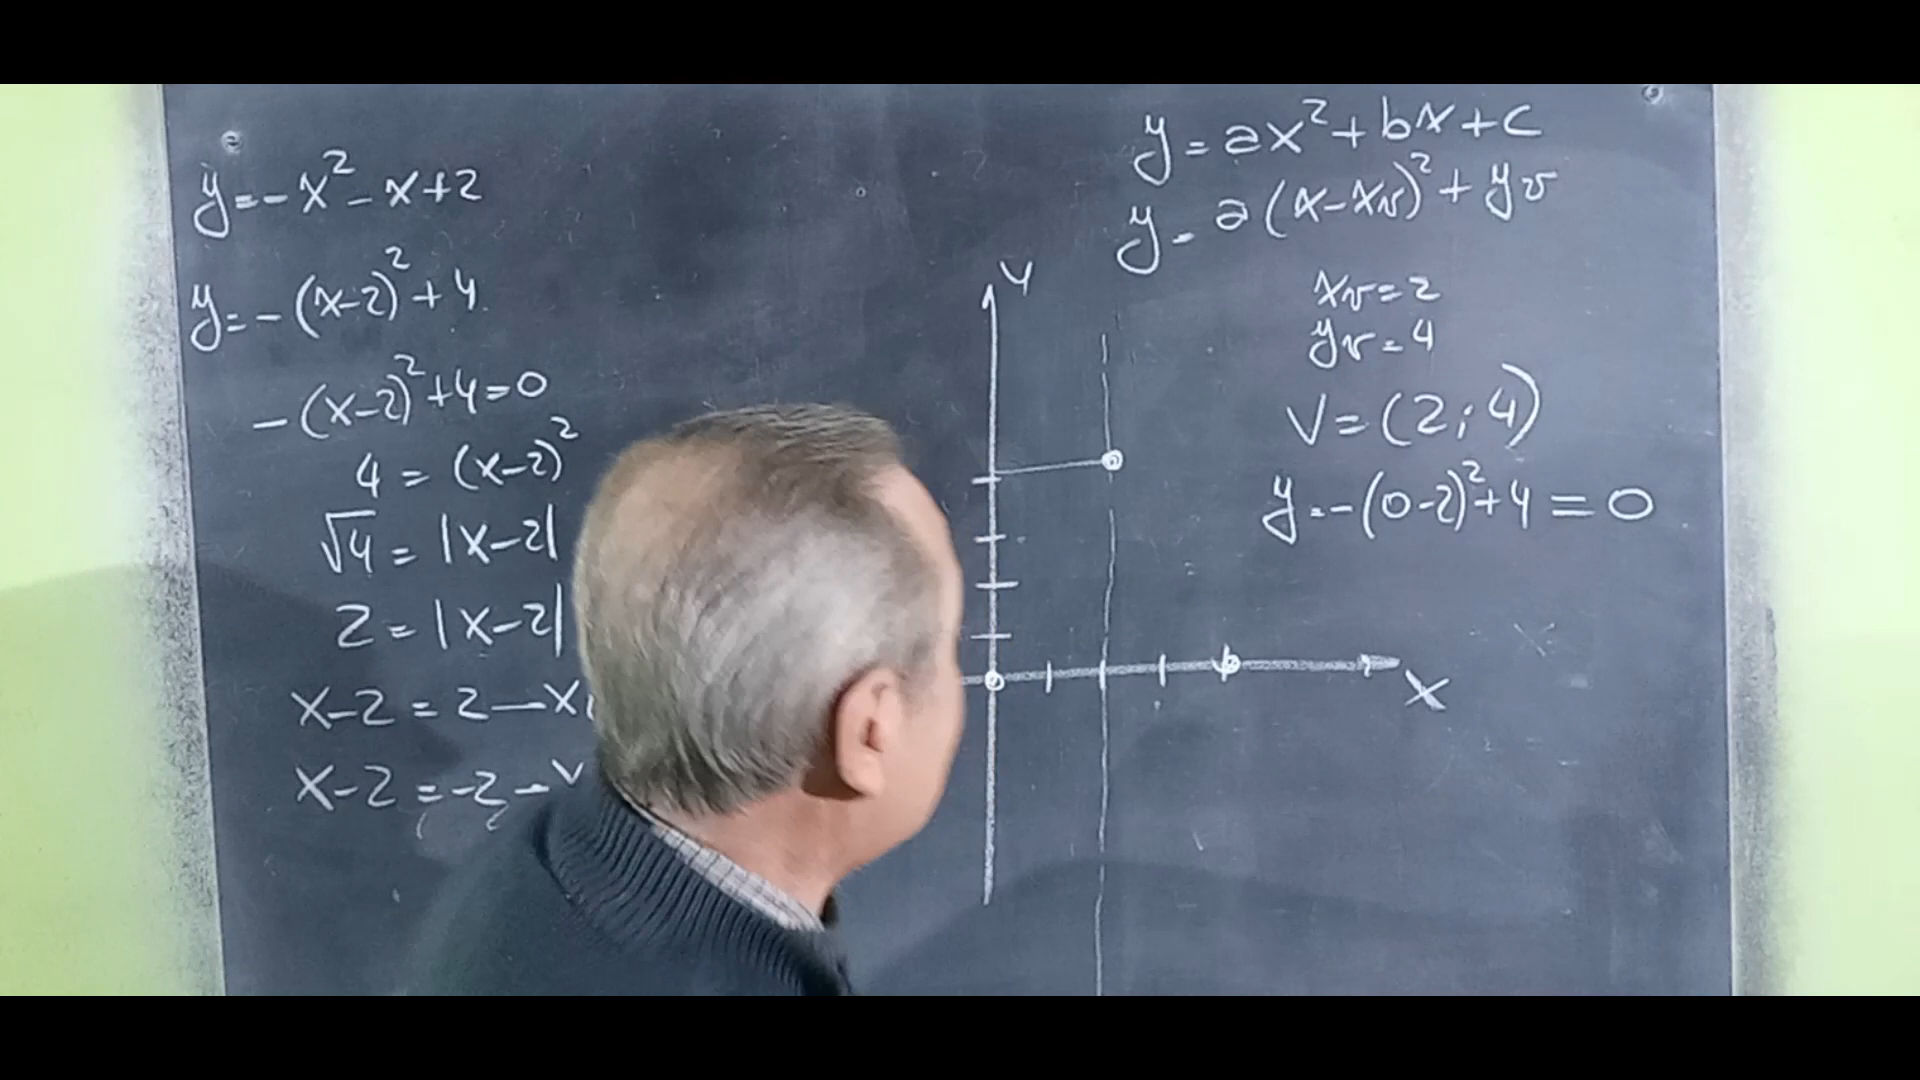 y=-x²-x+2
y=-(x-2)²+4
-(x-2)²+4=0
4=(x-2)²
√4=|x-2|
2=|x-2|
x-2=2-x
x-2=-2-
y
x
y=ax²+bx+c
y=a(x-xv)²+yv
xv=2
yv=4
V=(2;4)
y=-(0-2)²+4=0